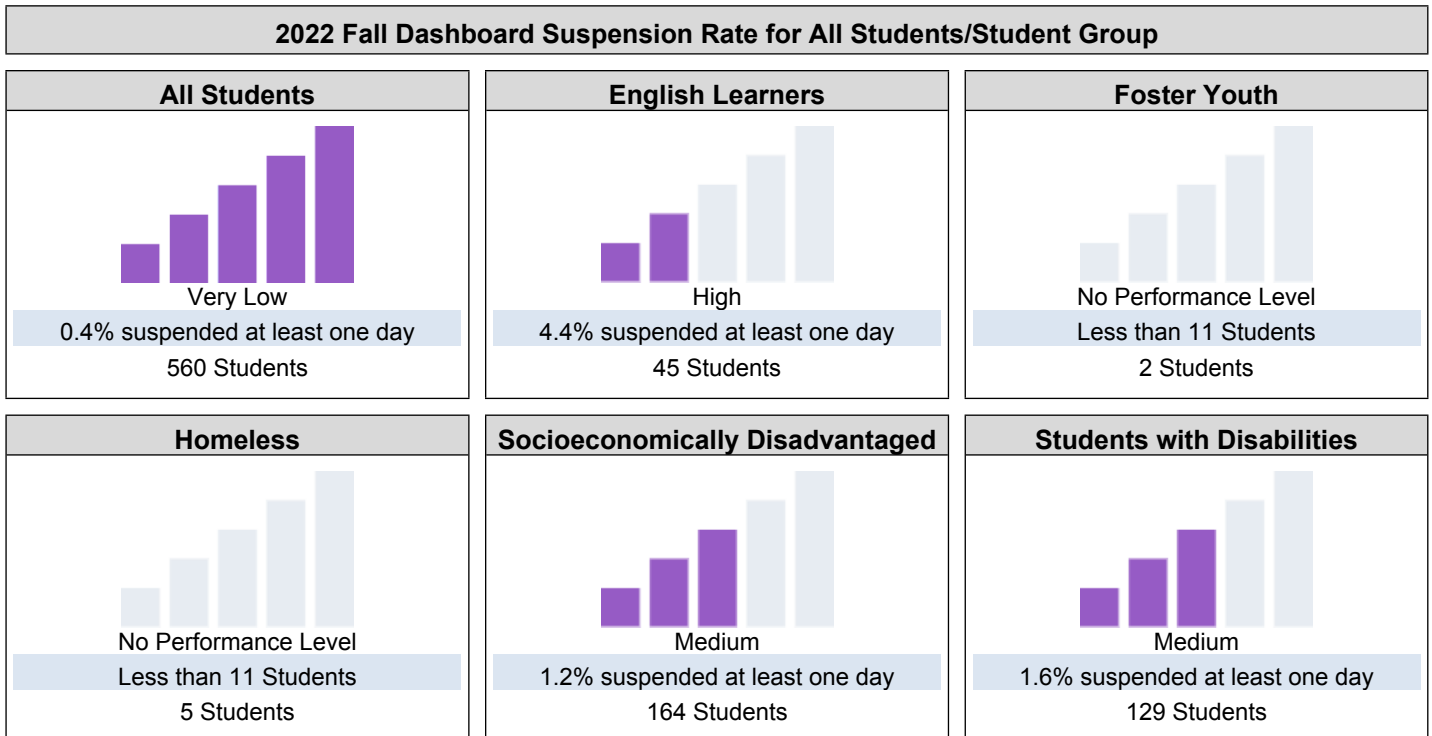 2022 Fall Dashboard Suspension Rate for All Students/Student Group
All Students
Very Low
0.4% suspended at least one day
560 Students
English Learners
High
4.4% suspended at least one day
45 Students
Foster Youth
No Performance Level
Less than 11 Students
2 Students
Homeless
No Performance Level
Less than 11 Students
5 Students
Socioeconomically Disadvantaged
Medium
1.2% suspended at least one day
164 Students
Students with Disabilities
Medium
1.6% suspended at least one day
129 Students